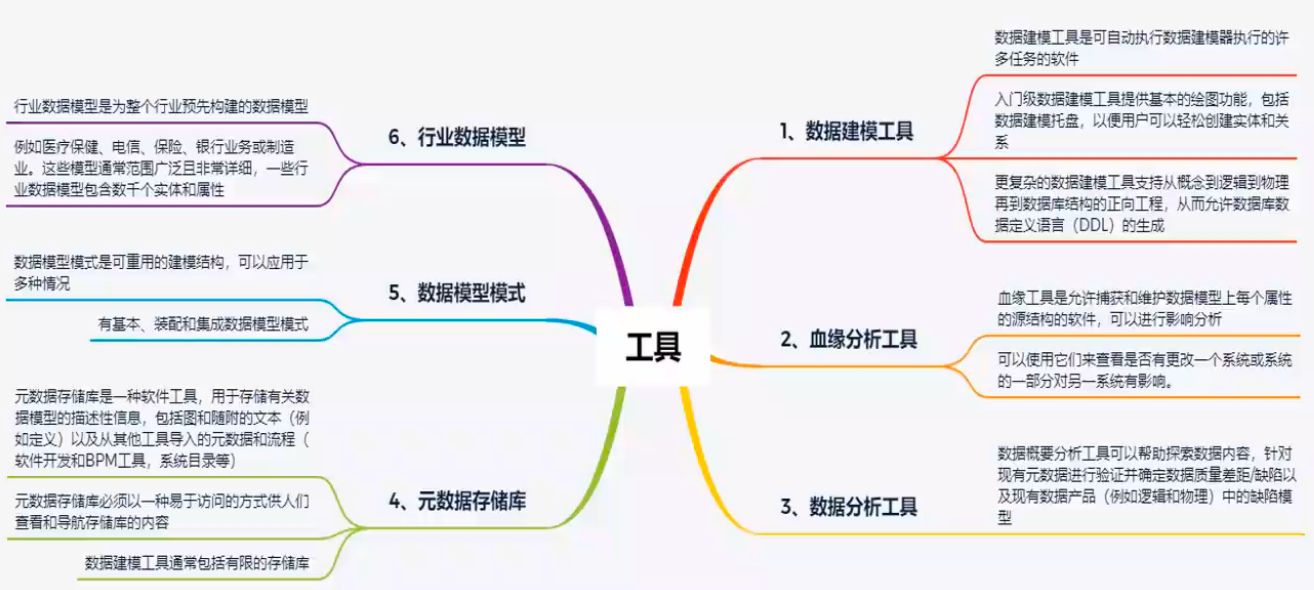 工具
1、数据建模工具
数据建模工具是可自动执行数据建模器执行的许
多任务的软件
入门级数据建模工具提供基本的绘图功能，包括
数据建模托盘，以便用户可以轻松创建实体和关
系
更复杂的数据建模工具支持从概念到逻辑到物理
再到数据库结构的正向工程，从而允许数据库数
据定义语言（DDL）的生成
2、血缘分析工具
血缘工具是允许捕获和维护数据模型上每个属性
的源结构的软件，可以进行影响分析
可以使用它们来查看是否有更改一个系统或系统
的一部分对另一系统有影响。
3、数据分析工具
数据概要分析工具可以帮助探索数据内容，针对
现有元数据进行验证并确定数据质量差距/缺陷以
及现有数据产品（例如逻辑和物理）中的缺陷模
型
4、元数据存储库
元数据存储库是一种软件工具，用于存储有关数
据模型的描述性信息，包括图和随附的文本（例
如定义）以及从其他工具导入的元数据和流程（
软件开发和BPM工具，系统目录等）
元数据存储库必须以一种易于访问的方式供人们
查看和导航存储库的内容
数据建模工具通常包括有限的存储库
5、数据模型模式
数据模型模式是可重用的建模结构，可以应用于
多种情况
有基本、装配和集成数据模型模式
6、行业数据模型
行业数据模型是为整个行业预先构建的数据模型
例如医疗保健、电信、保险、银行业务或制造
业。这些模型通常范围广泛且非常详细，一些行
业数据模型包含数千个实体和属性